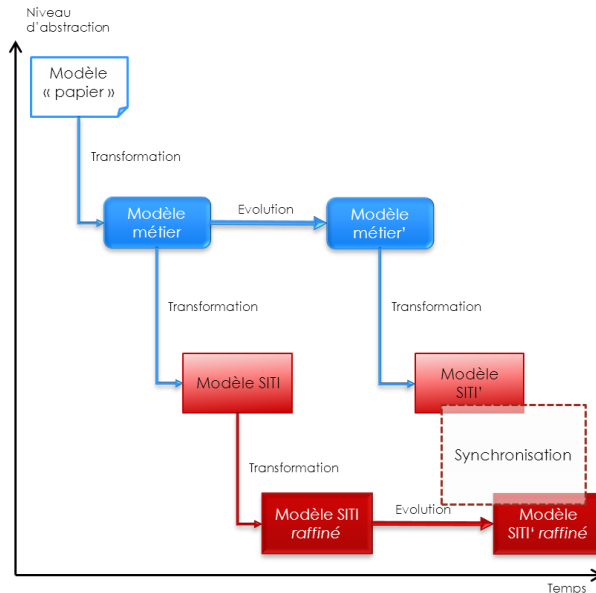 Niveau
d'abstraction
Modèle
« papier »
Transformation
Modèle
métier
Evolution
Modèle
métier'
Transformation
Transformation
Modèle SITI
Modèle
SITI'
Synchronisation
Transformation
Modèle SITI
raffiné
Evolution
Modèle
SITI' raffiné
Temps